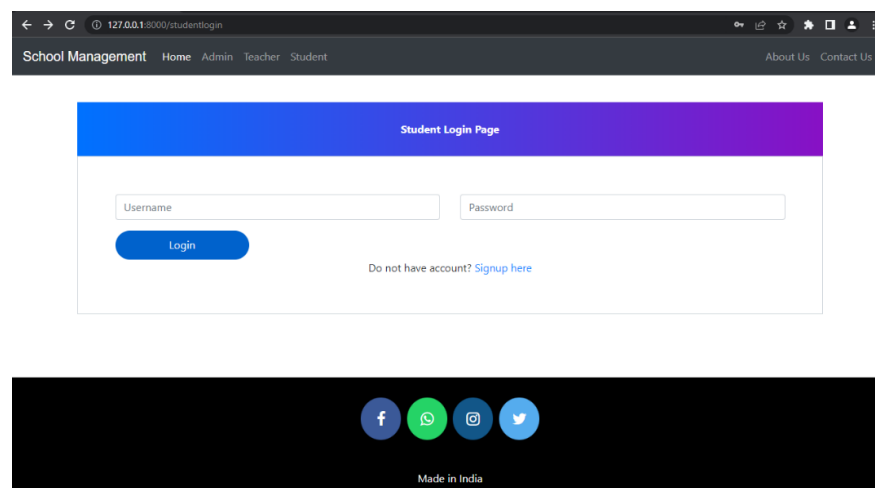 127.0.0.1:8000/studentlogin
School Management Home Admin Teacher Student About Us Contact Us
Student Login Page
Username Password
Login
Do not have account? Signup here
Made in India